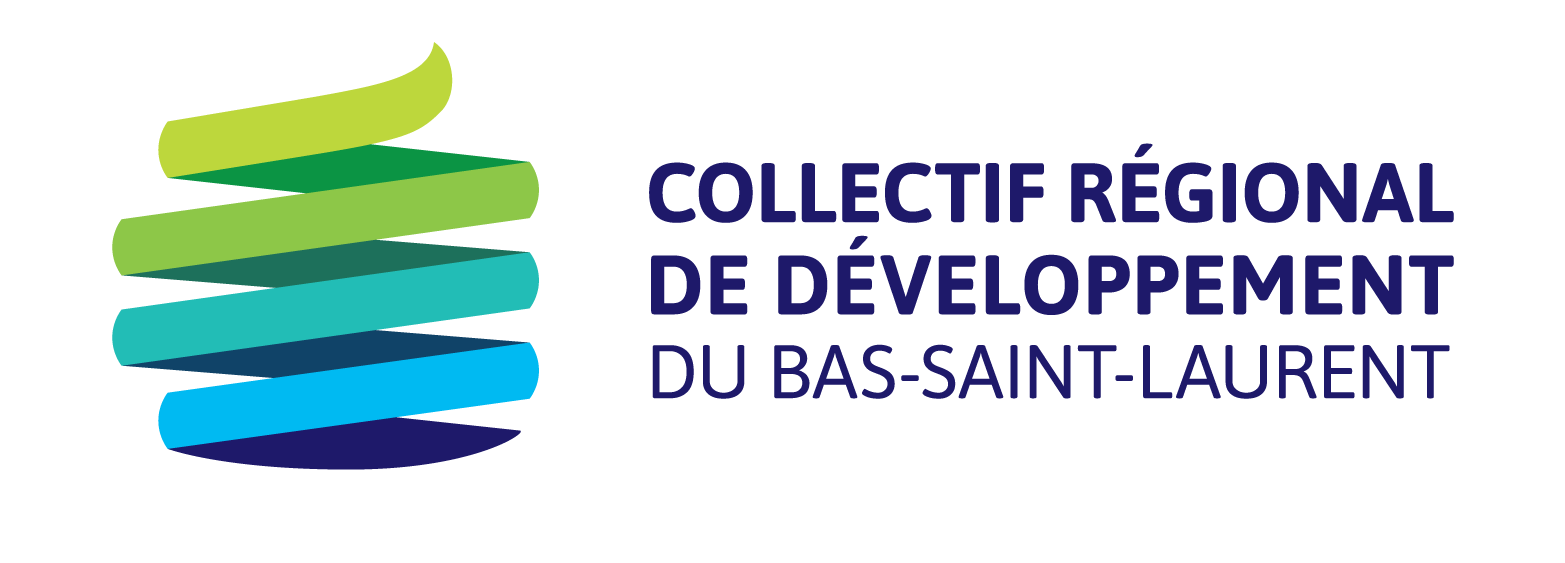 COLLECTIF RÉGIONAL
DE DÉVELOPPEMENT
DU BAS-SAINT-LAURENT